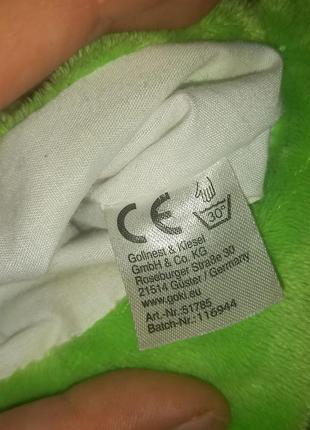 CE 30°
Gollnest & Kiesel
GmbH & Co. KG
Roseburger Straße 30
21514 Güster / Germany
www.goki.eu
Art.-Nr.:51785
Batch-Nr.:116944